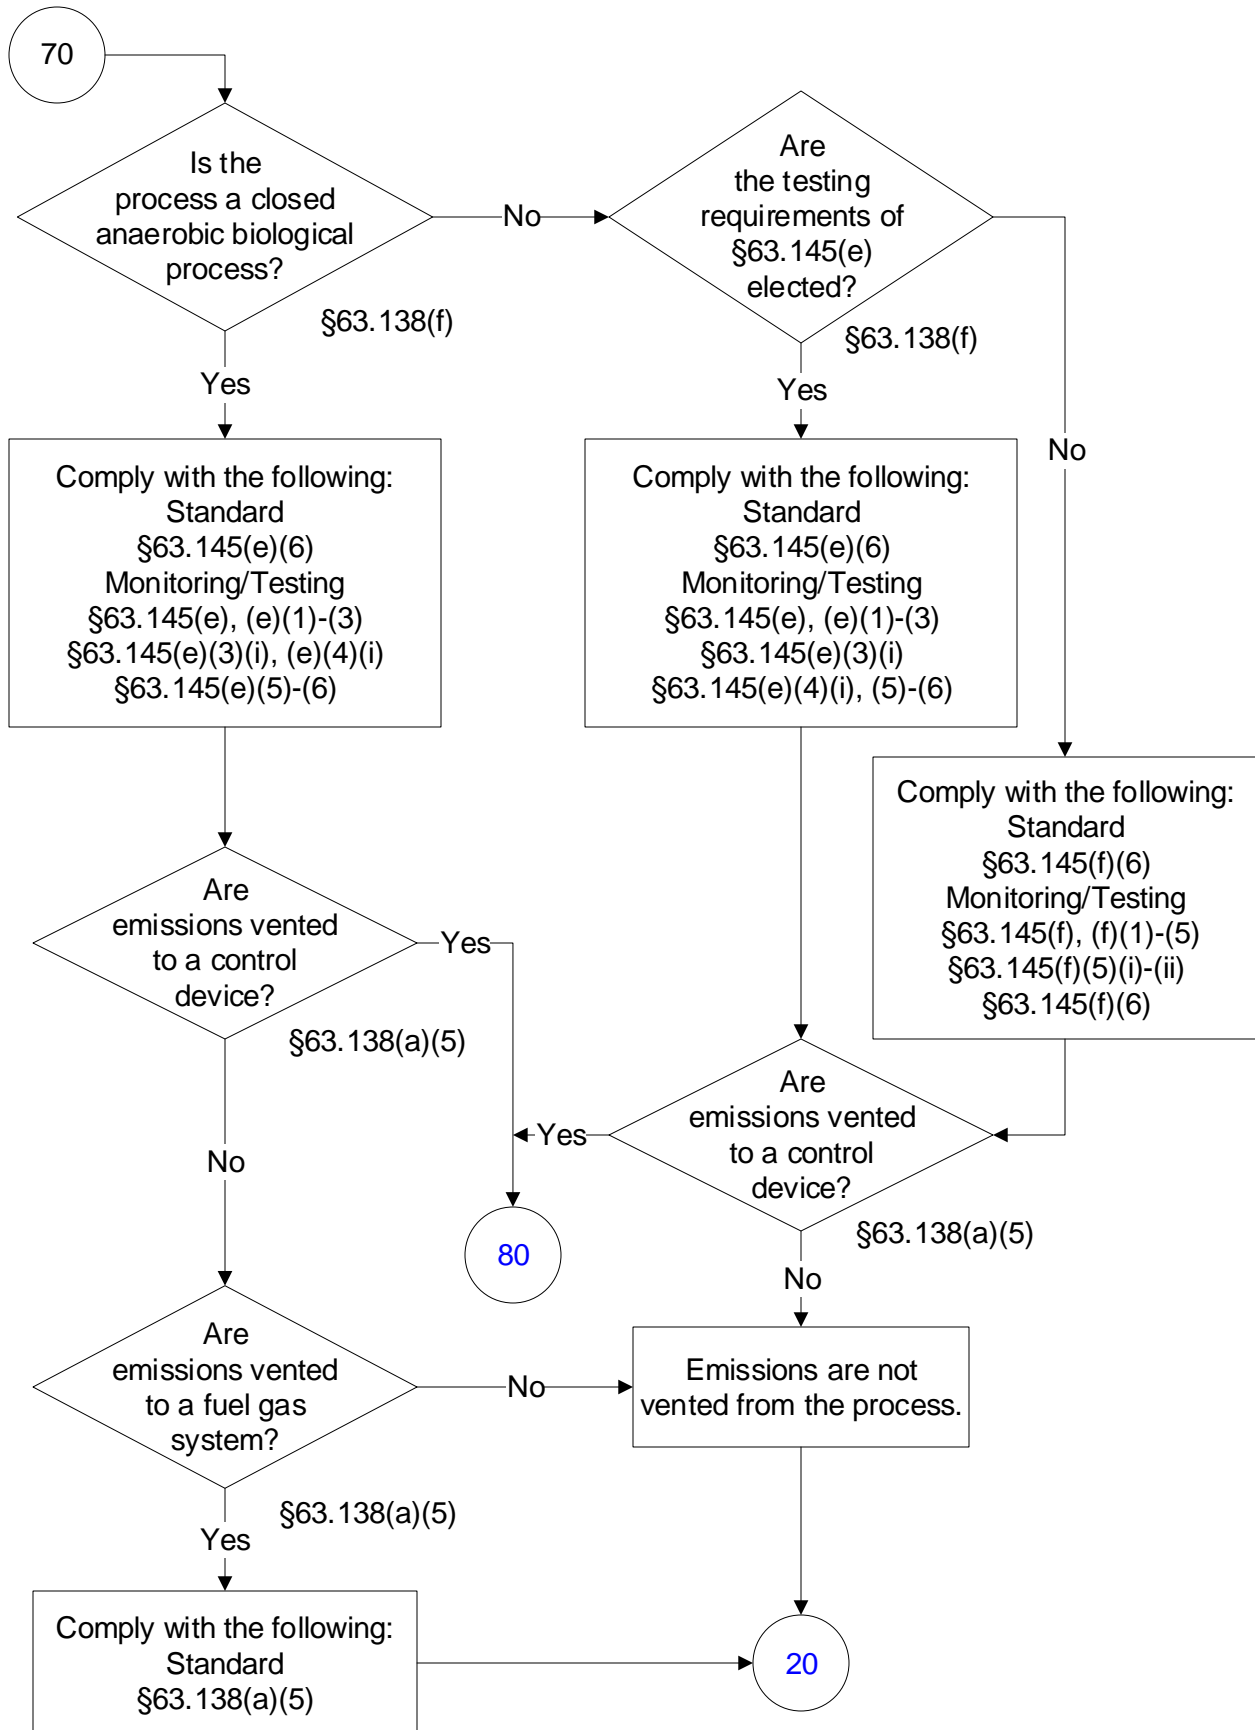 70
Is the
process a closed
anaerobic biological
process?
§63.138(f)
No
Are
the testing
requirements of
§63.145(e)
elected?
§63.138(f)
Yes
Yes
No
Comply with the following:
Standard
§63.145(e)(6)
Monitoring/Testing
§63.145(e), (e)(1)-(3)
§63.145(e)(3)(i), (e)(4)(i)
§63.145(e)(5)-(6)
Comply with the following:
Standard
§63.145(e)(6)
Monitoring/Testing
§63.145(e), (e)(1)-(3)
§63.145(e)(3)(i)
§63.145(e)(4)(i), (5)-(6)
Comply with the following:
Standard
§63.145(f)(6)
Monitoring/Testing
§63.145(f), (f)(1)-(5)
§63.145(f)(5)(i)-(ii)
§63.145(f)(6)
Are
emissions vented
to a control
device?
§63.138(a)(5)
Yes
Are
emissions vented
to a control
device?
§63.138(a)(5)
Yes
No
80
No
Are
emissions vented
to a fuel gas
system?
§63.138(a)(5)
No
Emissions are not
vented from the process.
Yes
Comply with the following:
Standard
§63.138(a)(5)
20